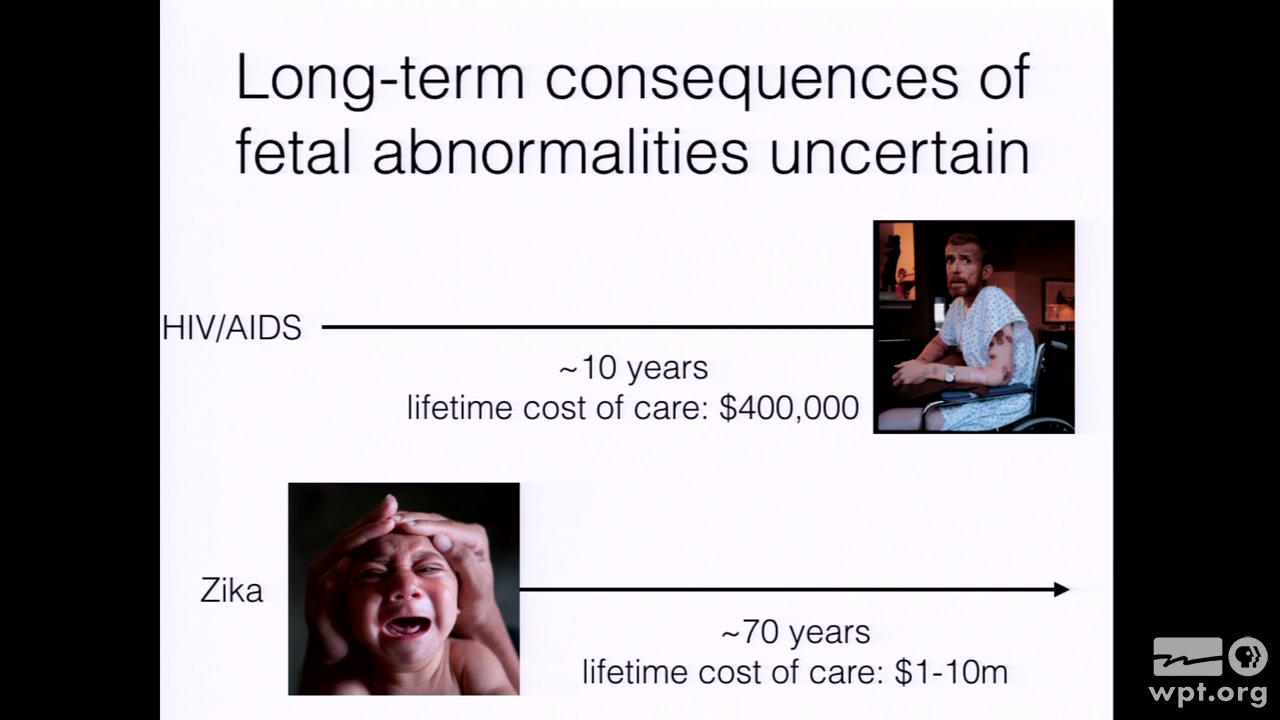 Long-term consequences of
fetal abnormalities uncertain
HIV/AIDS
~10 years
lifetime cost of care: $400,000
Zika
~70 years
lifetime cost of care: $1-10m
wpt.org